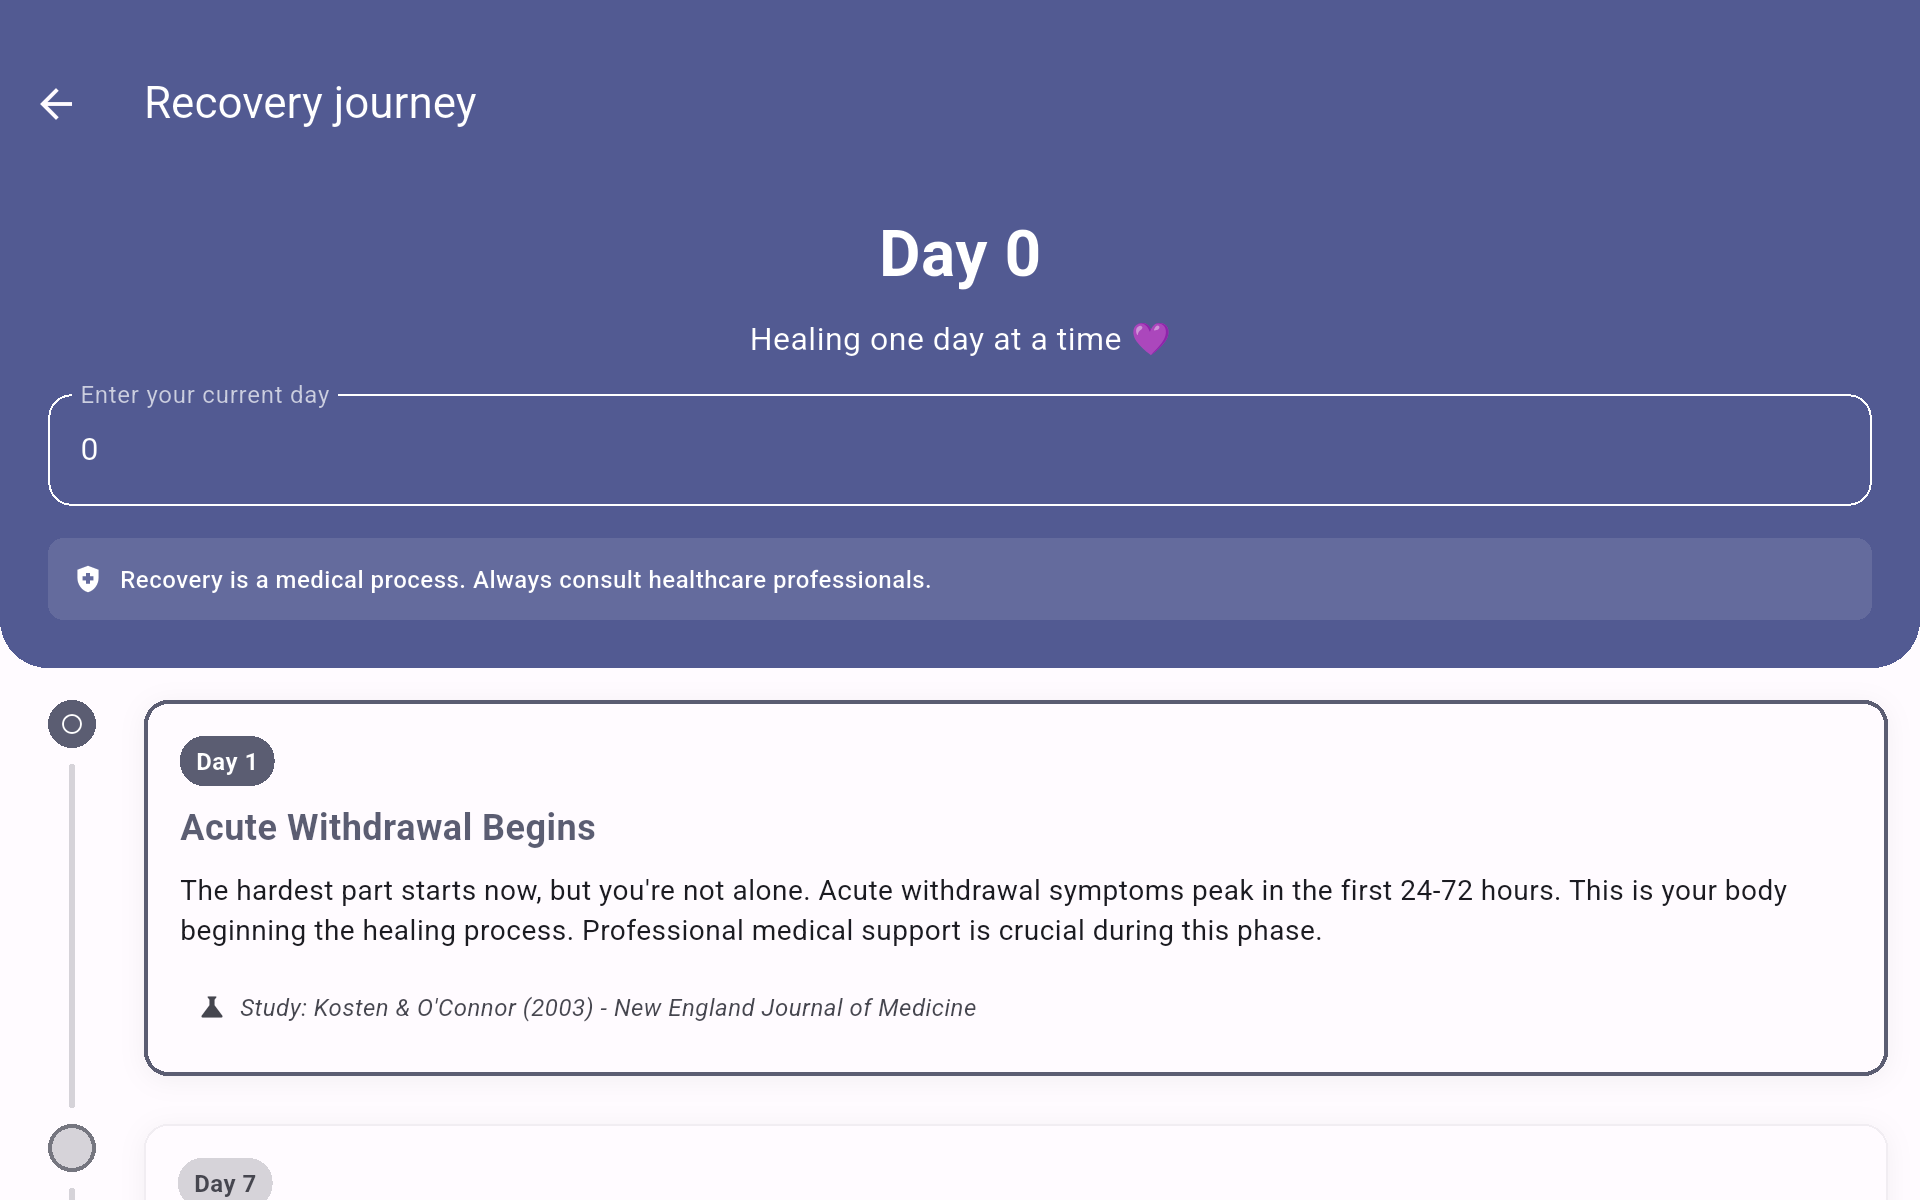 Recovery journey
Day 0
Healing one day at a time 💜
Enter your current day
0
Recovery is a medical process. Always consult healthcare professionals.
Day 1
Acute Withdrawal Begins
The hardest part starts now, but you're not alone. Acute withdrawal symptoms peak in the first 24-72 hours. This is your body
beginning the healing process. Professional medical support is crucial during this phase.
Study: Kosten & O'Connor (2003) - New England Journal of Medicine
Day 7